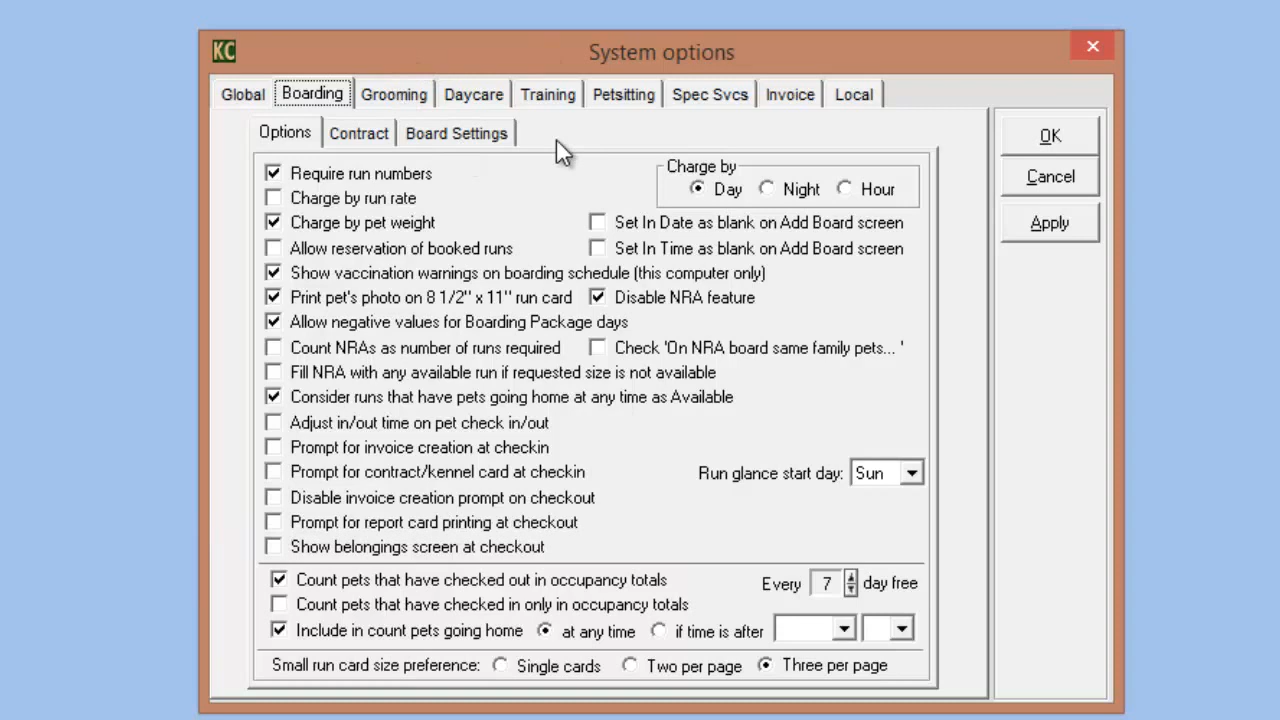 KC System options
Global Boarding Grooming Daycare Training Petsitting Spec Svcs Invoice Local
Options Contract Board Settings
OK
Cancel
Apply
Require run numbers
Charge by
Day Night Hour
Charge by run rate
Charge by pet weight
Set In Date as blank on Add Board screen
Allow reservation of booked runs
Set In Time as blank on Add Board screen
Show vaccination warnings on boarding schedule (this computer only)
Print pet's photo on 8 1/2" x 11" run card
Disable NRA feature
Allow negative values for Boarding Package days
Count NRAs as number of runs required
Check 'On NRA board same family pets... '
Fill NRA with any available run if requested size is not available
Consider runs that have pets going home at any time as Available
Adjust in/out time on pet check in/out
Prompt for invoice creation at checkin
Prompt for contract/kennel card at checkin
Run glance start day: Sun
Disable invoice creation prompt on checkout
Prompt for report card printing at checkout
Show belongings screen at checkout
Count pets that have checked out in occupancy totals
Every 7 day free
Count pets that have checked in only in occupancy totals
Include in count pets going home at any time if time is after
Small run card size preference: Single cards Two per page Three per page